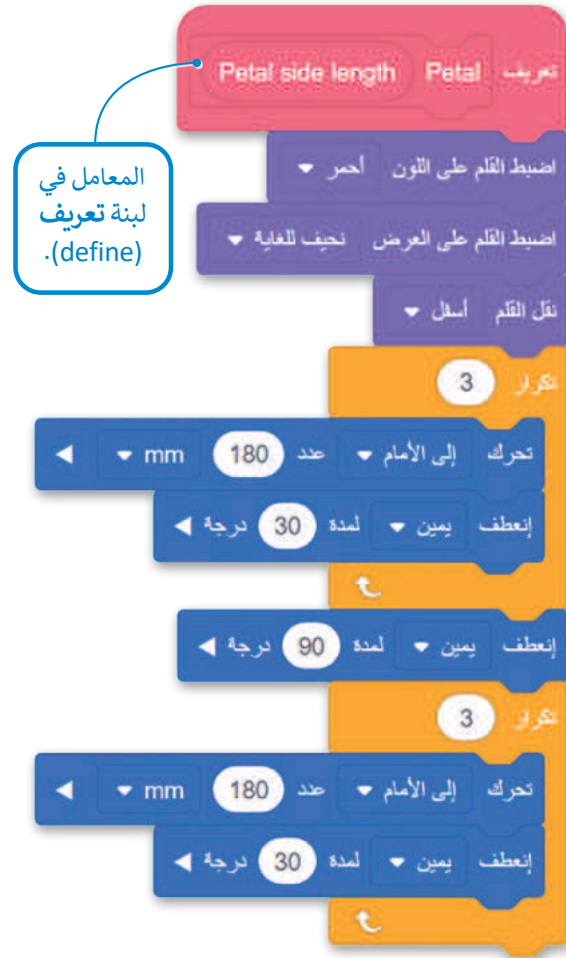 تعريف Petal Petal side length
المعامل في
لبنة تعريف
(define).
اضبط القلم على اللون أحمر
اضبط القلم على العرض نحيف للغاية
نقل القلم أسفل
تكرار 3
تحرك إلى الأمام عدد 180 mm
إنعطف يمين لمدة 30 درجة
إنعطف يمين لمدة 90 درجة
تكرار 3
تحرك إلى الأمام عدد 180 mm
إنعطف يمين لمدة 30 درجة